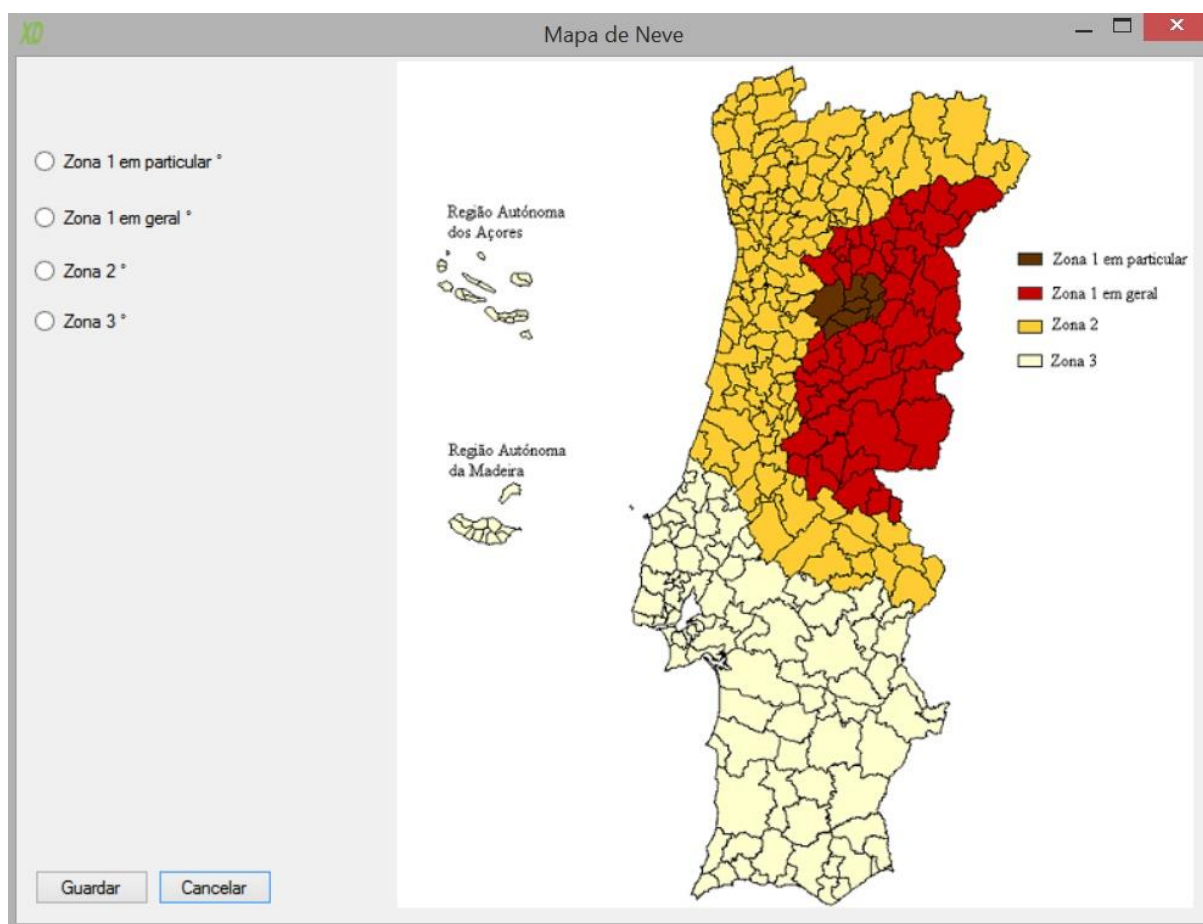 XD
Mapa de Neve
Zona 1 em particular °
Zona 1 em geral °
Zona 2 °
Zona 3 °
Guardar
Cancelar
Região Autónoma
dos Açores
Região Autónoma
da Madeira
Zona 1 em particular
Zona 1 em geral
Zona 2
Zona 3